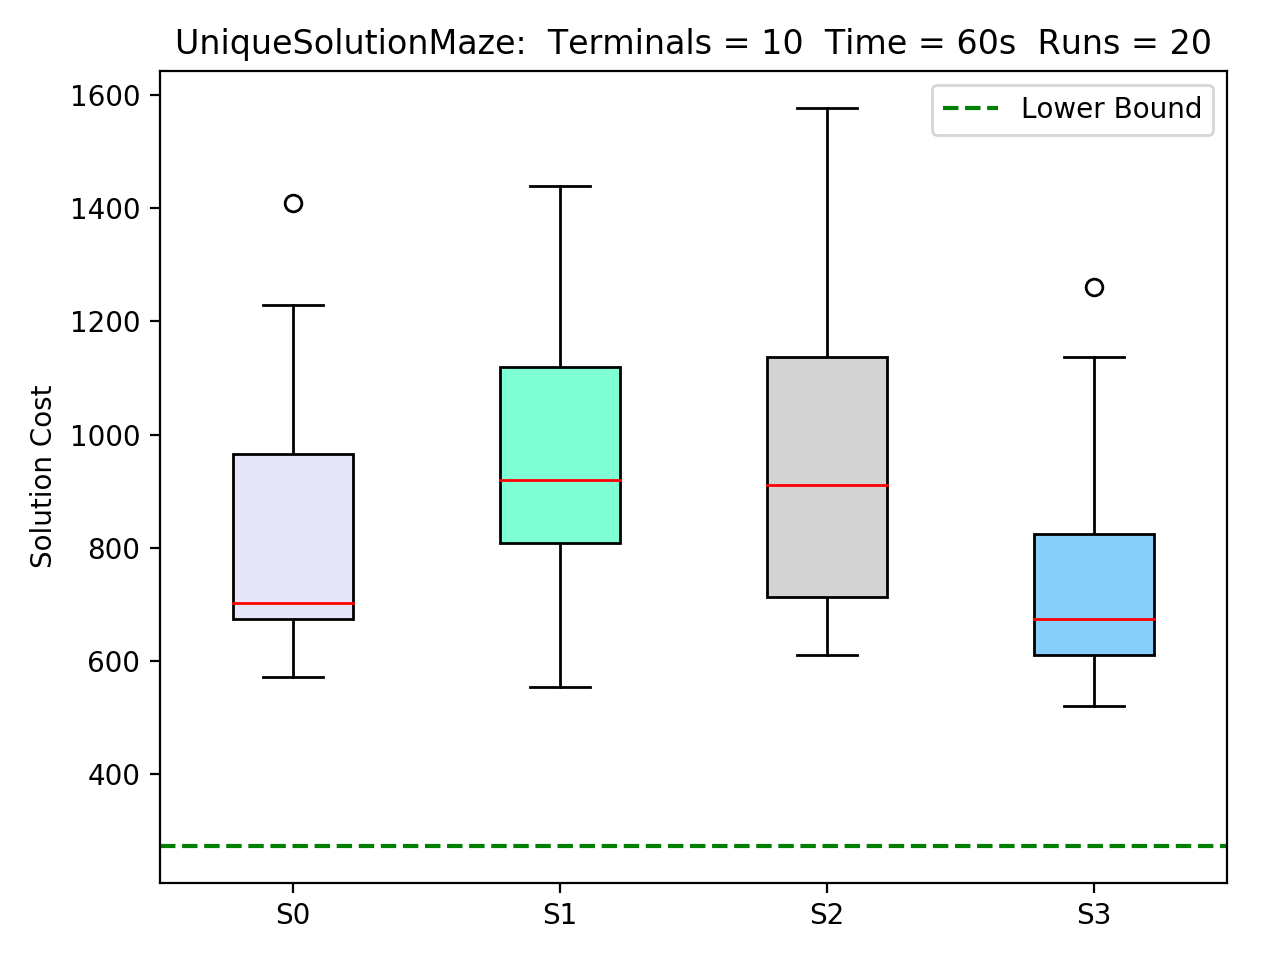 UniqueSolutionMaze:  Terminals = 10  Time = 60s  Runs = 20
Lower Bound
Solution Cost
1600
1400
1200
1000
800
600
400
S0
S1
S2
S3